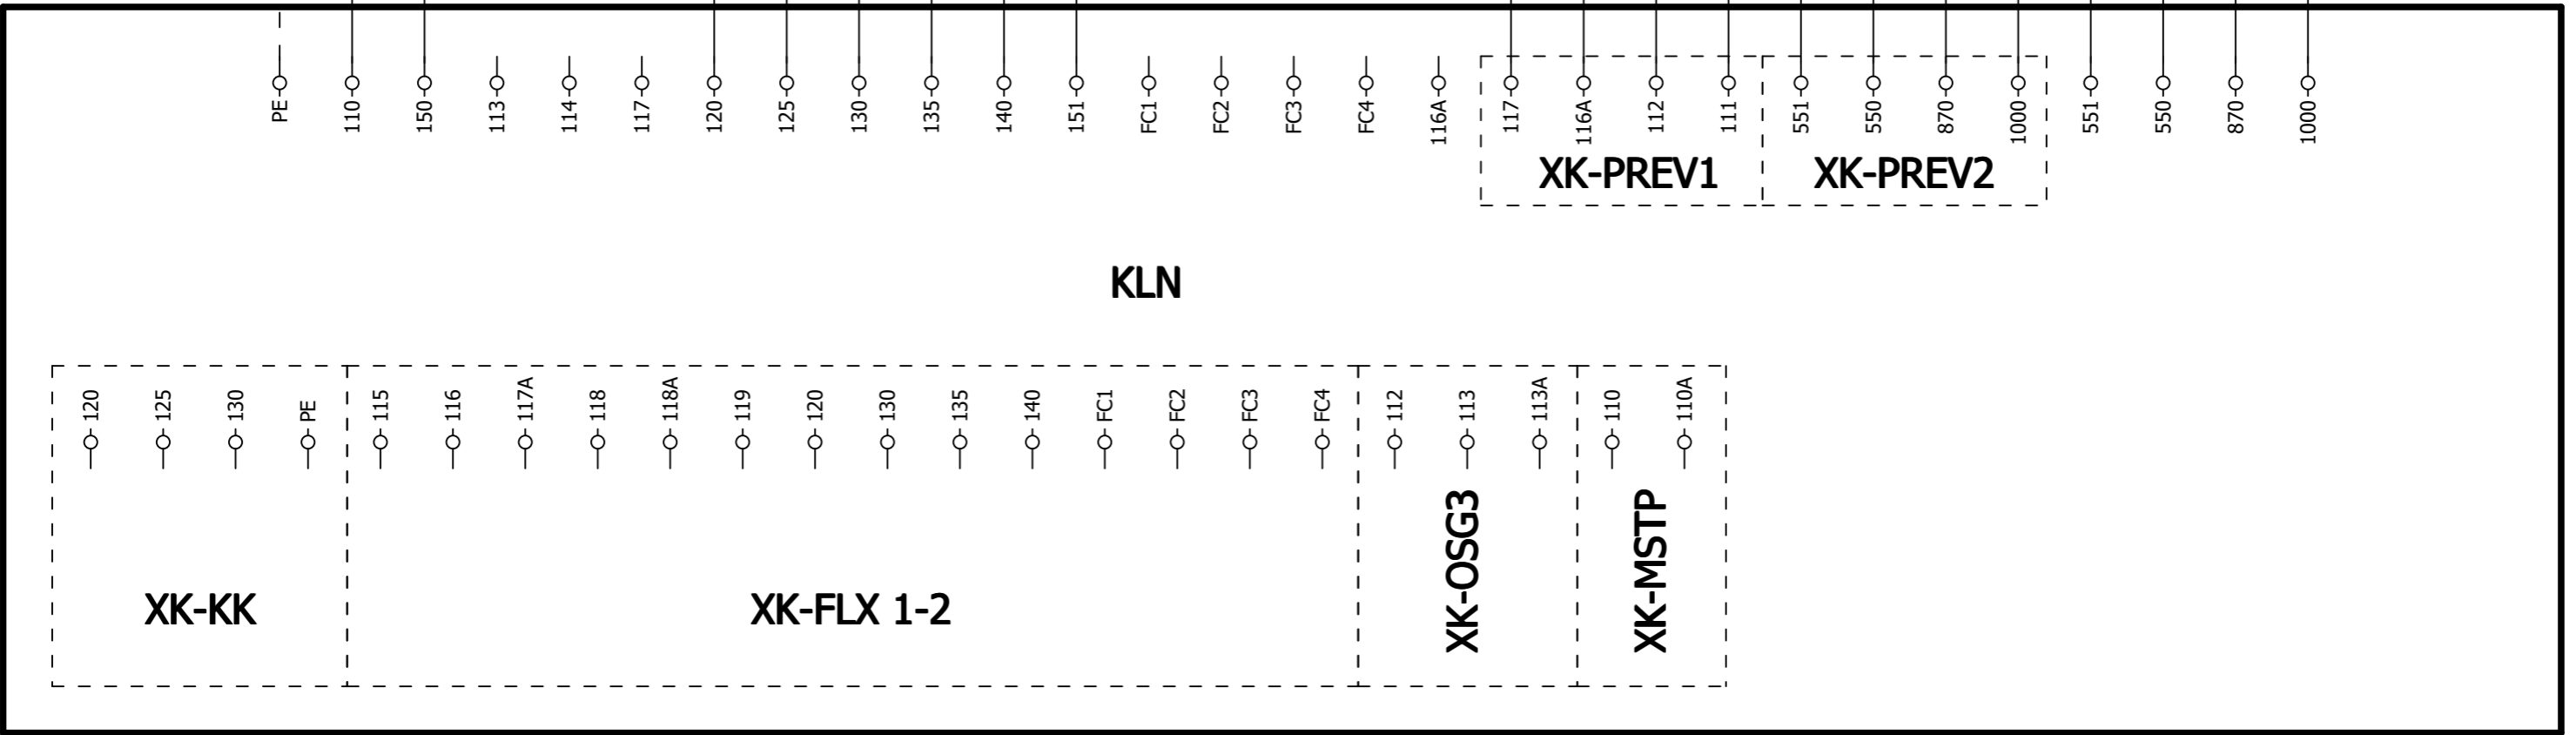 PE 110 150 113 114 117 120 125 130 135 140 151 FC1 FC2 FC3 FC4 116A 117 116A 112 111 551 550 870 1000 551 550 870 1000
XK-PREV1 XK-PREV2
KLN
120 125 130 PE 115 116 117A 118 118A 119 120 130 135 140 FC1 FC2 FC3 FC4 112 113 113A 110 110A
XK-KK XK-FLX 1-2 XK-OSG3 XK-MSTP